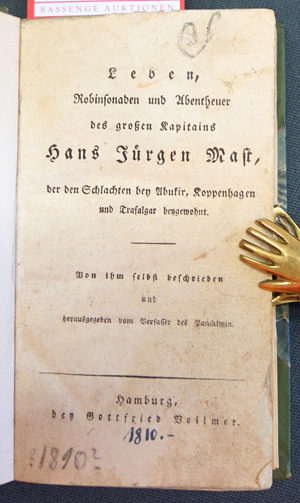 BASSENGE AUKTIONEN
Leben,
Robinsonaden und Abentheuer
des großen Kapitains
Hans Jürgen Mast,
der den Schlachten bey Abukir, Koppenhagen
und Trafalgar beygewohnt.
Von ihm selbst beschrieben
und
herausgegeben vom Verfasser des
Hamburg,
bey Gottfried Vollmer.
1810.-
1810?